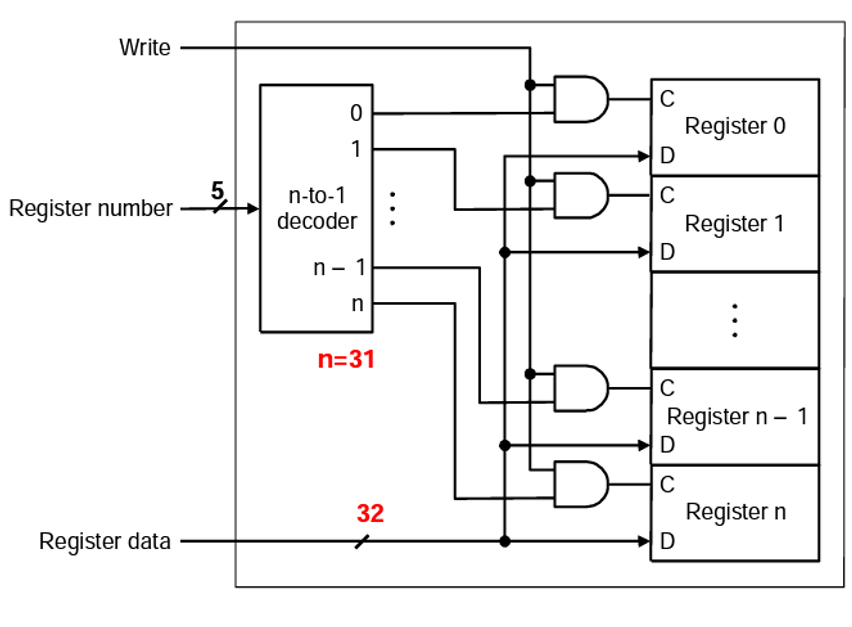 Write
0
C
Register 0
D
1
C
n-to-1
decoder
Register number
5
Register 1
D
n – 1
n
n=31
C
Register n – 1
D
C
Register n
32
Register data
D